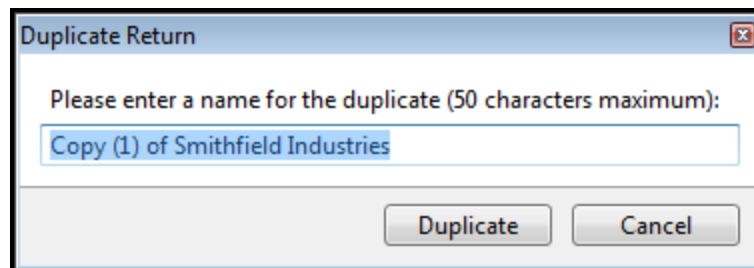 Duplicate Return
Please enter a name for the duplicate (50 characters maximum):
Copy (1) of Smithfield Industries
Duplicate Cancel